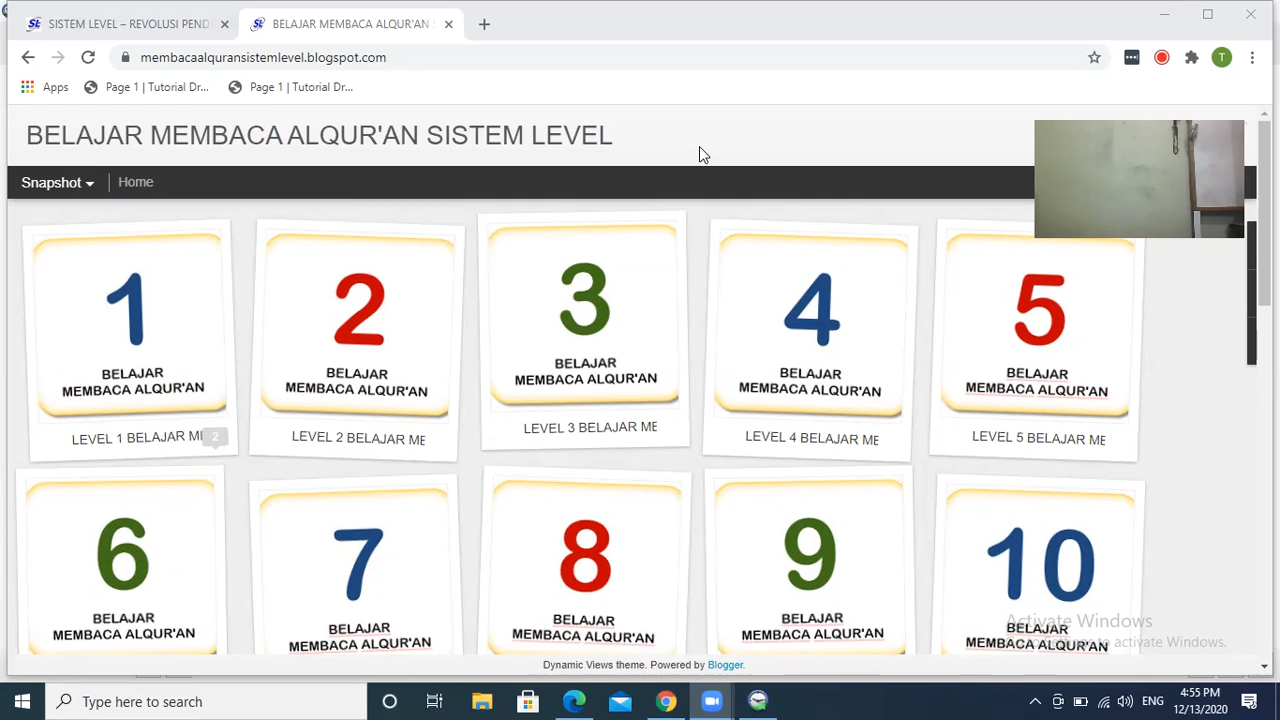 SISTEM LEVEL – REVOLUSI PEND
BELAJAR MEMBACA ALQUR'AN S
membacaalquransistemlevel.blogspot.com
T
Apps
Page 1 | Tutorial Dr...
Page 1 | Tutorial Dr...
BELAJAR MEMBACA ALQUR'AN SISTEM LEVEL
Snapshot
Home
1
BELAJAR
MEMBACA ALQUR'AN
LEVEL 1 BELAJAR M
2
2
BELAJAR
MEMBACA ALQUR'AN
LEVEL 2 BELAJAR ME
3
BELAJAR
MEMBACA ALQUR'AN
LEVEL 3 BELAJAR ME
4
BELAJAR
MEMBACA ALQUR'AN
LEVEL 4 BELAJAR ME
5
BELAJAR
MEMBACA ALQUR'AN
LEVEL 5 BELAJAR ME
6
BELAJAR
MEMBACA ALQUR'AN
7
BELAJAR
MEMBACA ALQUR'AN
8
BELAJAR
MEMBACA ALQUR'AN
9
BELAJAR
MEMBACA ALQUR'AN
10
BELAJAR
MEMBACA ALQUR'AN
Activate Windows
to activate Windows.
Dynamic Views theme. Powered by Blogger.
Type here to search
ENG
4:55 PM
12/13/2020